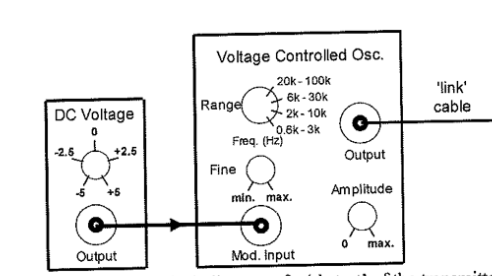 Voltage Controlled Osc.
20k-100k
Range
6k-30k
2k-10k
0.6k-3k
Freq. (Hz)
'link'
cable
DC Voltage
0
-2.5
+2.5
-5
+5
Output
Fine
min. max.
Mod. input
Output
Amplitude
0 max.